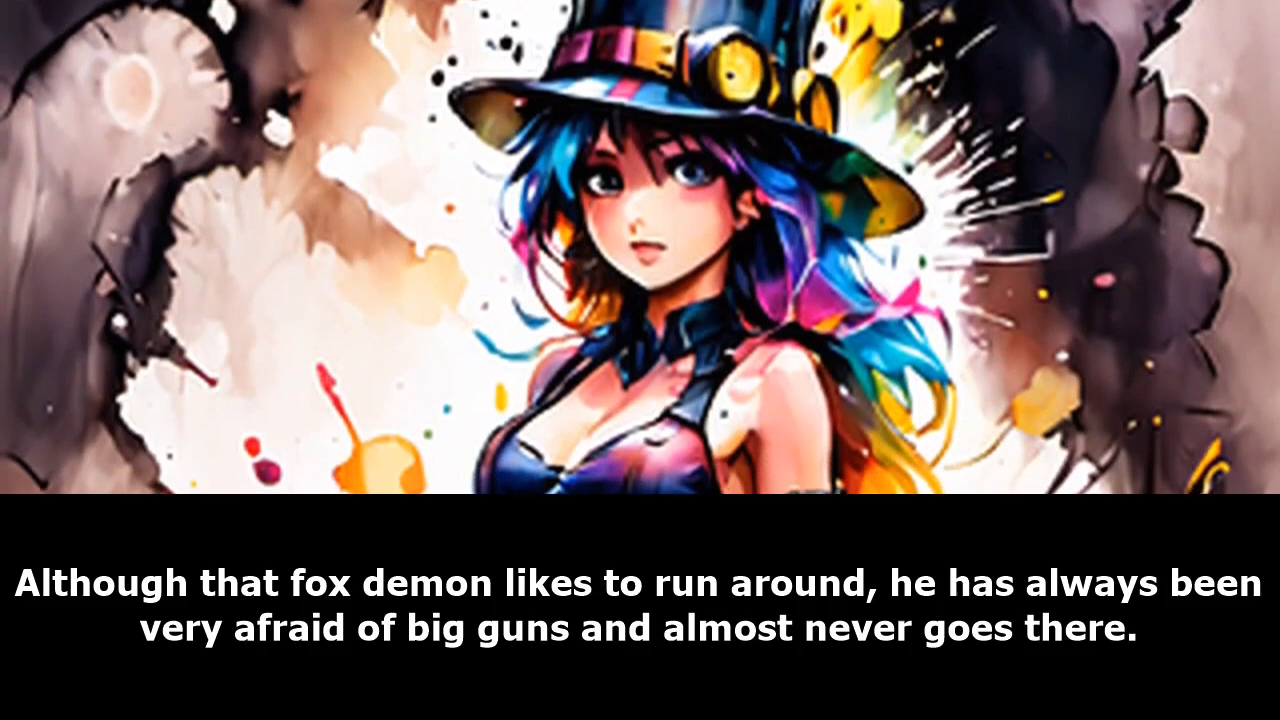 Although that fox demon likes to run around, he has always been
very afraid of big guns and almost never goes there.